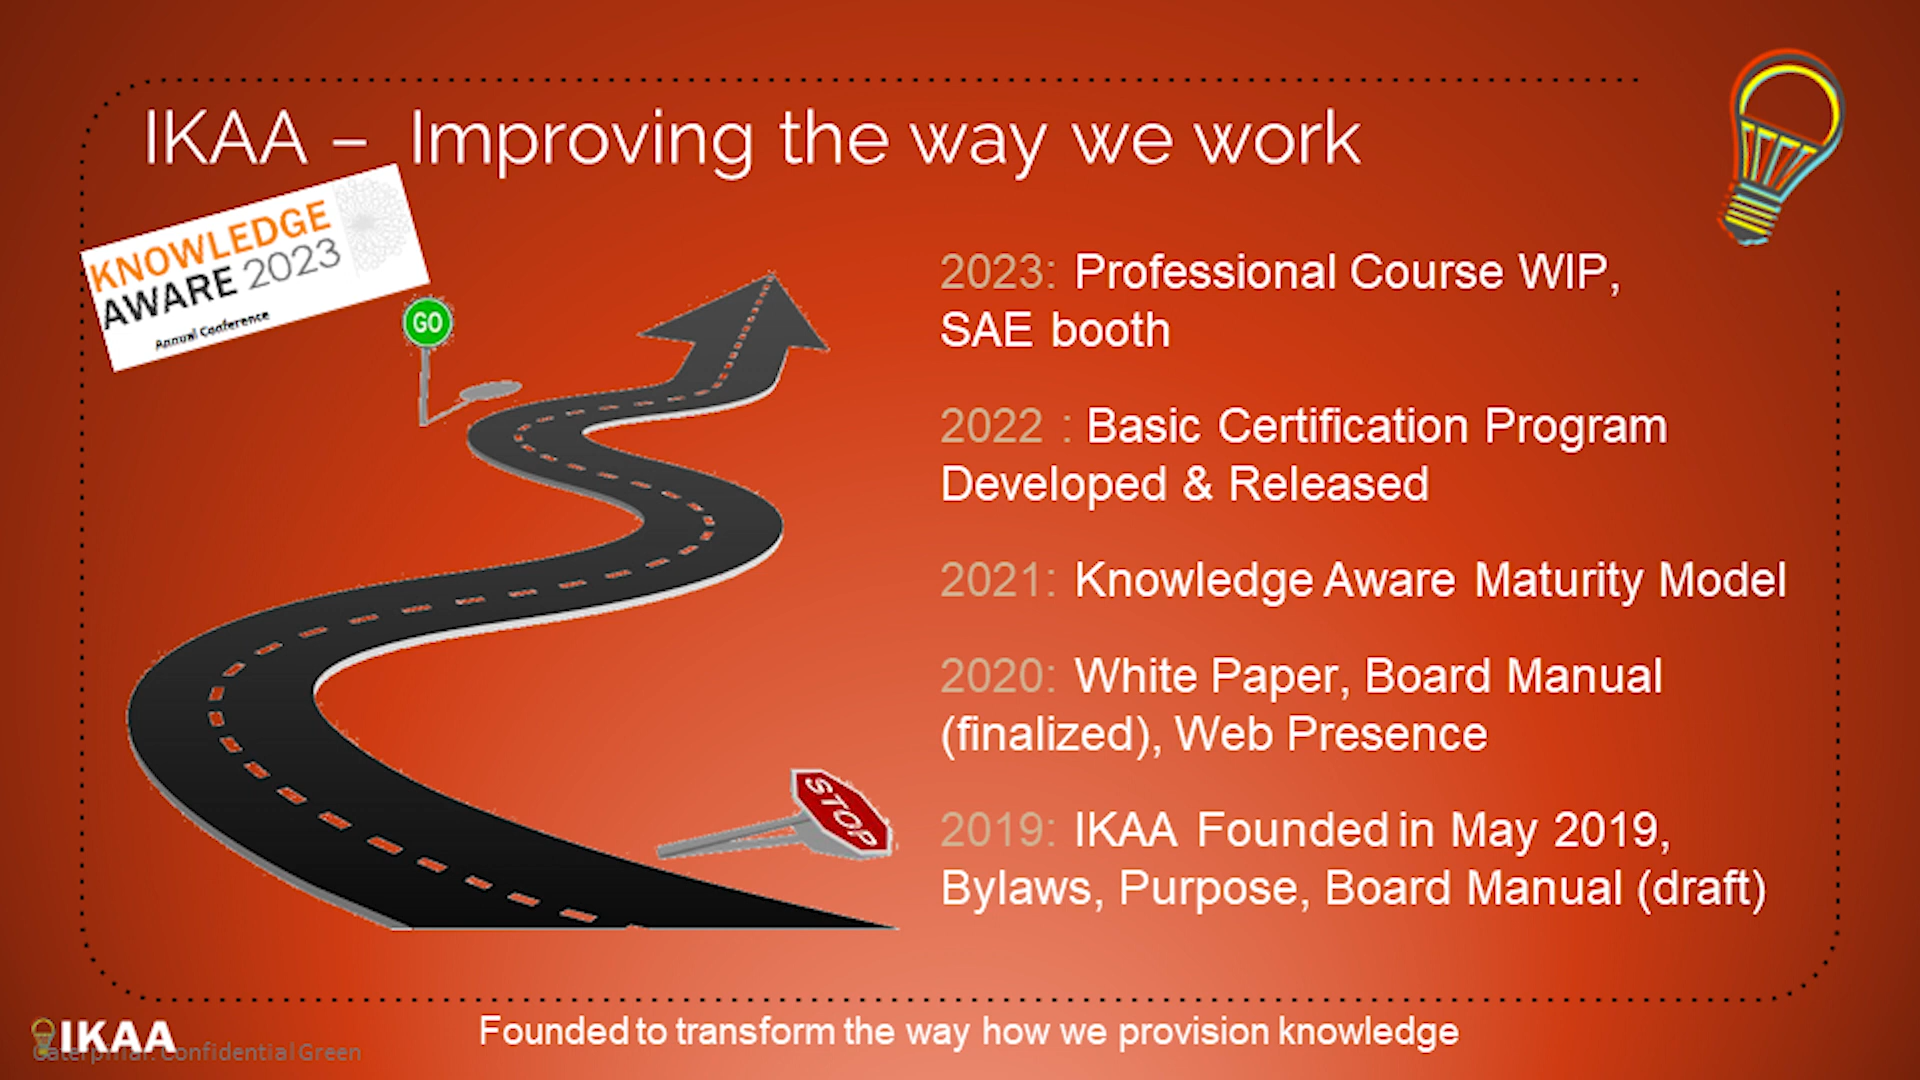 IKAA – Improving the way we work
KNOWLEDGE
AWARE 2023
Annual Conference
GO
2023: Professional Course WIP,
SAE booth
2022 : Basic Certification Program
Developed & Released
2021: Knowledge Aware Maturity Model
2020: White Paper, Board Manual
(finalized), Web Presence
STOP
2019: IKAA Founded in May 2019,
Bylaws, Purpose, Board Manual (draft)
IKAA
Caterpillar: Confidential Green
Founded to transform the way how we provision knowledge